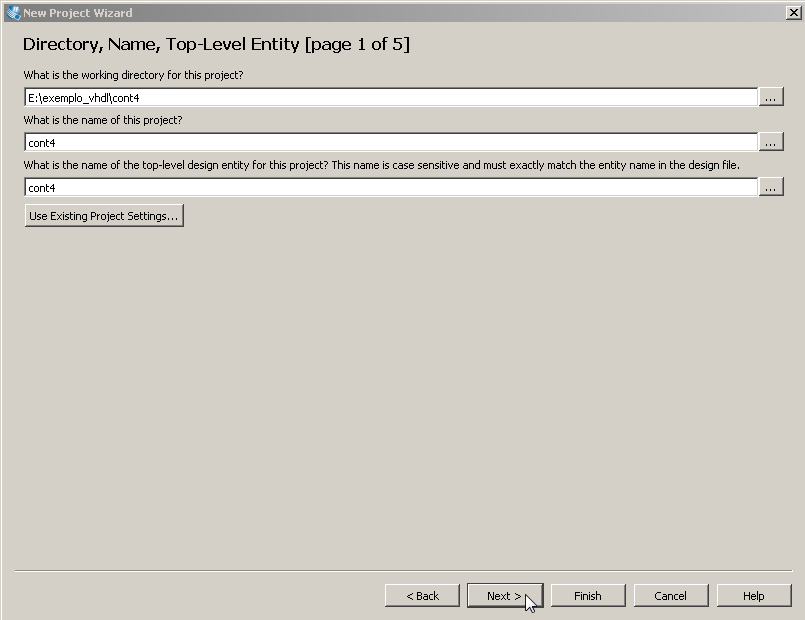 New Project Wizard
Directory, Name, Top-Level Entity [page 1 of 5]
What is the working directory for this project?
E:\exemplo_vhdl\cont4
...
What is the name of this project?
cont4
...
What is the name of the top-level design entity for this project? This name is case sensitive and must exactly match the entity name in the design file.
cont4
...
Use Existing Project Settings...
< Back
Next >
Finish
Cancel
Help